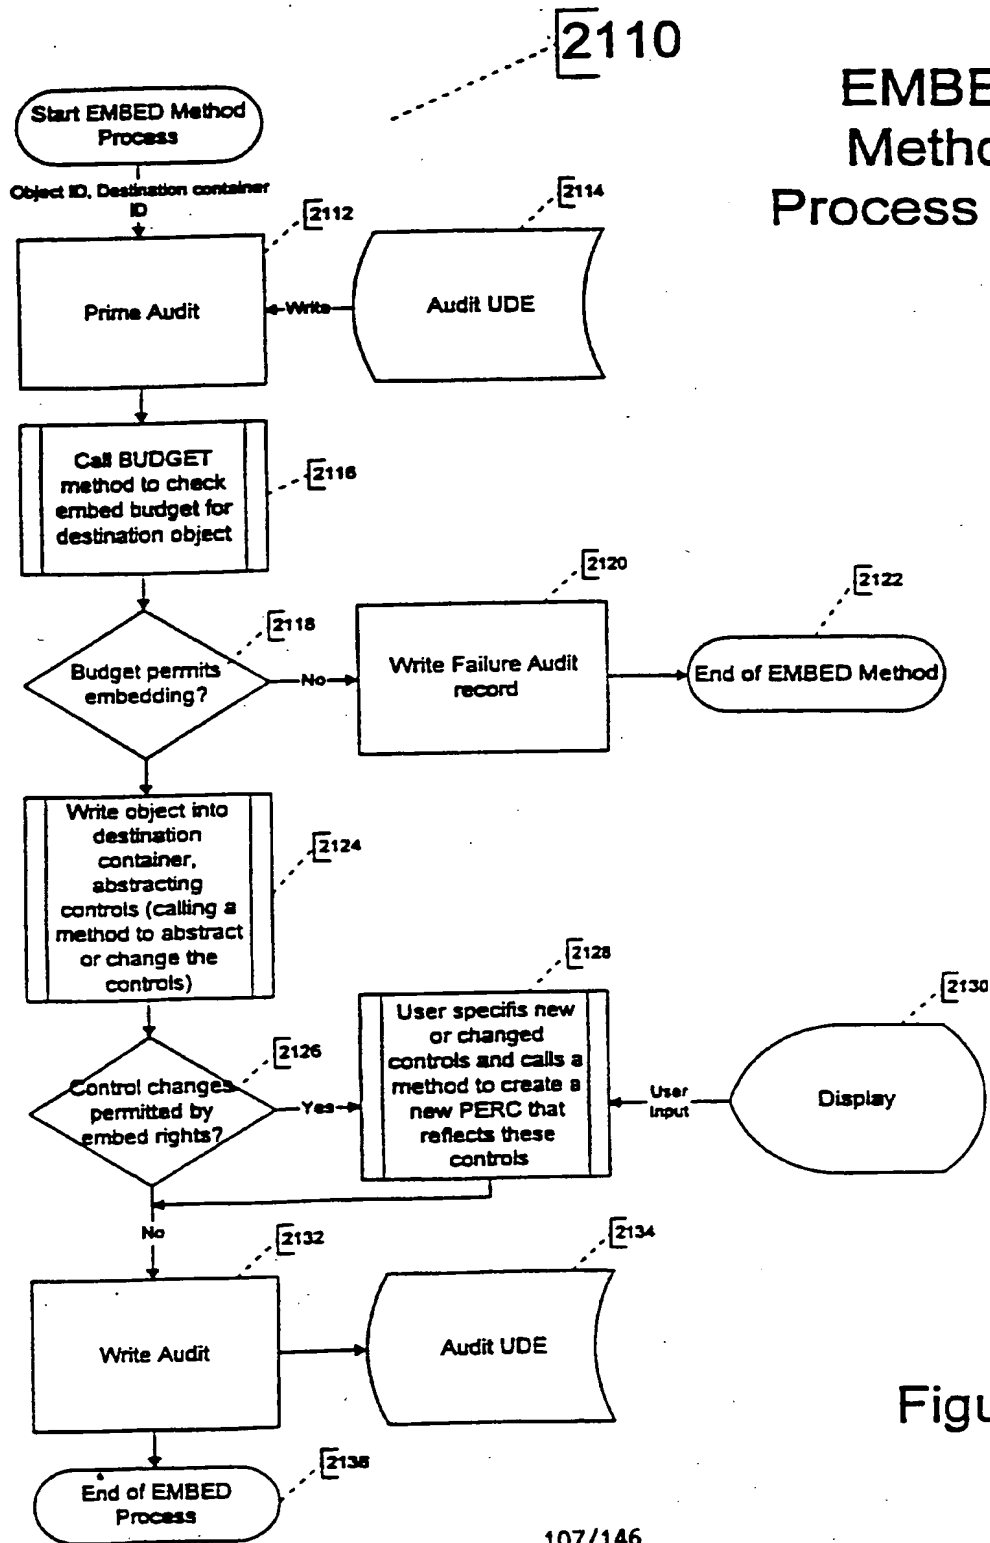 2110
EMBE
Metho
Process
Start EMBED Method
Process
Object ID, Destination container
ID
2112
2114
Prime Audit
Write
Audit UDE
Call BUDGET
method to check
embed budget for
destination object
2116
2118
Budget permits
embedding?
No
2120
Write Failure Audit
record
2122
End of EMBED Method
Write object into
destination
container,
abstracting
controls (calling a
method to abstract
or change the
controls)
2124
2126
Control changes
permitted by
embed rights?
Yes
2128
User specifis new
or changed
controls and calls a
method to create a
new PERC that
reflects these
controls
User
Input
2130
Display
No
2132
Write Audit
2134
Audit UDE
2136
End of EMBED
Process
Figu
107/146